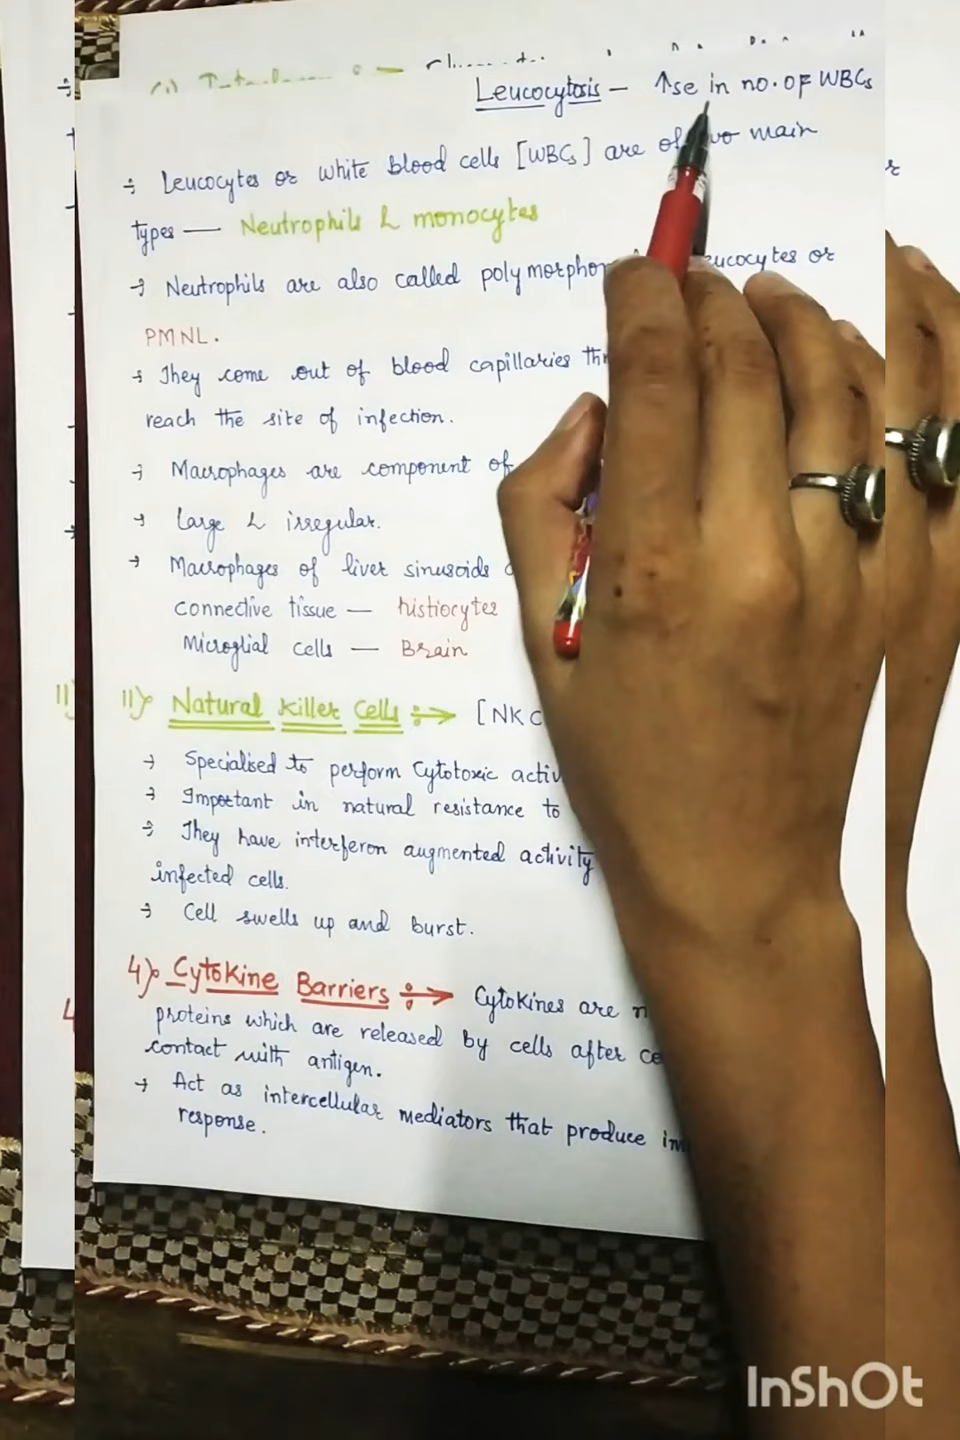 Leucocytosis — ↑se in no. of WBCs
÷ Leucocytes or white blood cells [WBCs] are of two main
types — Neutrophils & monocytes
→ Neutrophils are also called polymorpho ucocytes or
PMNL.
→ They come out of blood capillaries th
reach the site of infection.
→ Macrophages are component of
→ Large & irregular.
→ Macrophages of liver sinusoids
connective tissue — histiocytes
Microglial cells — Brain
II) Natural Killer Cells ÷→ [NK C
→ Specialised to perform Cytotoxic activ
→ Important in natural resistance to
→ They have interferon augmented activity
infected cells.
→ Cell swells up and burst.
4) Cytokine Barriers ÷→ Cytokines are
proteins which are released by cells after
contact with antigen.
→ Act as intercellular mediators that produce im
response.
InShOt